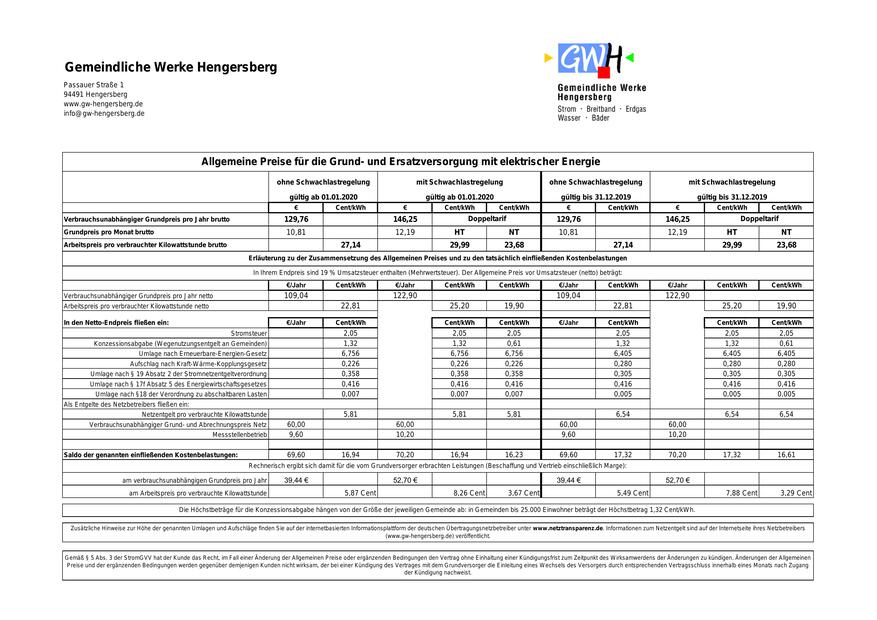 Gemeindliche Werke Hengersberg
Passauer Straße 1
94491 Hengersberg
www.gw-hengersberg.de
info@gw-hengersberg.de
GWH
Gemeindliche Werke
Hengersberg
Strom · Breitband · Erdgas
Wasser · Bäder
Allgemeine Preise für die Grund- und Ersatzversorgung mit elektrischer Energie
ohne Schwachlastregelung mit Schwachlastregelung ohne Schwachlastregelung mit Schwachlastregelung
gültig ab 01.01.2020 gültig ab 01.01.2020 gültig bis 31.12.2019 gültig bis 31.12.2019
€ Cent/kWh € Cent/kWh Cent/kWh € Cent/kWh € Cent/kWh Cent/kWh
Verbrauchsunabhängiger Grundpreis pro Jahr brutto 129,76 146,25 Doppeltarif 129,76 146,25 Doppeltarif
Grundpreis pro Monat brutto 10,81 12,19 HT NT 10,81 12,19 HT NT
Arbeitspreis pro verbrauchter Kilowattstunde brutto 27,14 29,99 23,68 27,14 29,99 23,68
Erläuterung zu der Zusammensetzung des Allgemeinen Preises und zu den tatsächlich einfließenden Kostenbelastungen
In Ihrem Endpreis sind 19 % Umsatzsteuer enthalten (Mehrwertsteuer). Der Allgemeine Preis vor Umsatzsteuer (netto) beträgt:
€/Jahr Cent/kWh €/Jahr Cent/kWh Cent/kWh €/Jahr Cent/kWh €/Jahr Cent/kWh Cent/kWh
Verbrauchsunabhängiger Grundpreis pro Jahr netto 109,04 122,90 109,04 122,90
Arbeitspreis pro verbrauchter Kilowattstunde netto 22,81 25,20 19,90 22,81 25,20 19,90
In den Netto-Endpreis fließen ein: €/Jahr Cent/kWh Cent/kWh Cent/kWh €/Jahr Cent/kWh Cent/kWh Cent/kWh
Stromsteuer 2,05 2,05 2,05 2,05 2,05 2,05
Konzessionsabgabe (Wegenutzungsentgelt an Gemeinden) 1,32 1,32 0,61 1,32 1,32 0,61
Umlage nach Erneuerbare-Energien-Gesetz 6,756 6,756 6,756 6,405 6,405 6,405
Aufschlag nach Kraft-Wärme-Kopplungsgesetz 0,226 0,226 0,226 0,280 0,280 0,280
Umlage nach § 19 Absatz 2 der Stromnetzentgeltverordnung 0,358 0,358 0,358 0,305 0,305 0,305
Umlage nach § 17f Absatz 5 des Energiewirtschaftsgesetzes 0,416 0,416 0,416 0,416 0,416 0,416
Umlage nach §18 der Verordnung zu abschaltbaren Lasten 0,007 0,007 0,007 0,005 0,005 0,005
Als Entgelte des Netzbetreibers fließen ein:
Netzentgelt pro verbrauchte Kilowattstunde 5,81 5,81 5,81 6,54 6,54 6,54
Verbrauchsunabhängiger Grund- und Abrechnungspreis Netz 60,00 60,00 60,00 60,00
Messstellenbetrieb 9,60 10,20 9,60 10,20
Saldo der genannten einfließenden Kostenbelastungen: 69,60 16,94 70,20 16,94 16,23 69,60 17,32 70,20 17,32 16,61
Rechnerisch ergibt sich damit für die vom Grundversorger erbrachten Leistungen (Beschaffung und Vertrieb einschließlich Marge):
am verbrauchsunabhängigen Grundpreis pro Jahr 39,44 € 52,70 € 39,44 € 52,70 €
am Arbeitspreis pro verbrauchte Kilowattstunde 5,87 Cent 8,26 Cent 3,67 Cent 5,49 Cent 7,88 Cent 3,29 Cent
Die Höchstbeträge für die Konzessionsabgabe hängen von der Größe der jeweiligen Gemeinde ab: in Gemeinden bis 25.000 Einwohner beträgt der Höchstbetrag 1,32 Cent/kWh.
Zusätzliche Hinweise zur Höhe der genannten Umlagen und Aufschläge finden Sie auf der internetbasierten Informationsplattform der deutschen Übertragungsnetzbetreiber unter www.netztransparenz.de. Informationen zum Netzentgelt sind auf der Internetseite ihres Netzbetreibers
(www.gw-hengersberg.de) veröffentlicht.
Gemäß § 5 Abs. 3 der StromGVV hat der Kunde das Recht, im Fall einer Änderung der Allgemeinen Preise oder ergänzenden Bedingungen den Vertrag ohne Einhaltung einer Kündigungsfrist zum Zeitpunkt des Wirksamwerdens der Änderungen zu kündigen. Änderungen der Allgemeinen
Preise und der ergänzenden Bedingungen werden gegenüber demjenigen Kunden nicht wirksam, der bei einer Kündigung des Vertrages mit dem Grundversorger die Einleitung eines Wechsels des Versorgers durch entsprechenden Vertragsschluss innerhalb eines Monats nach Zugang
der Kündigung nachweist.